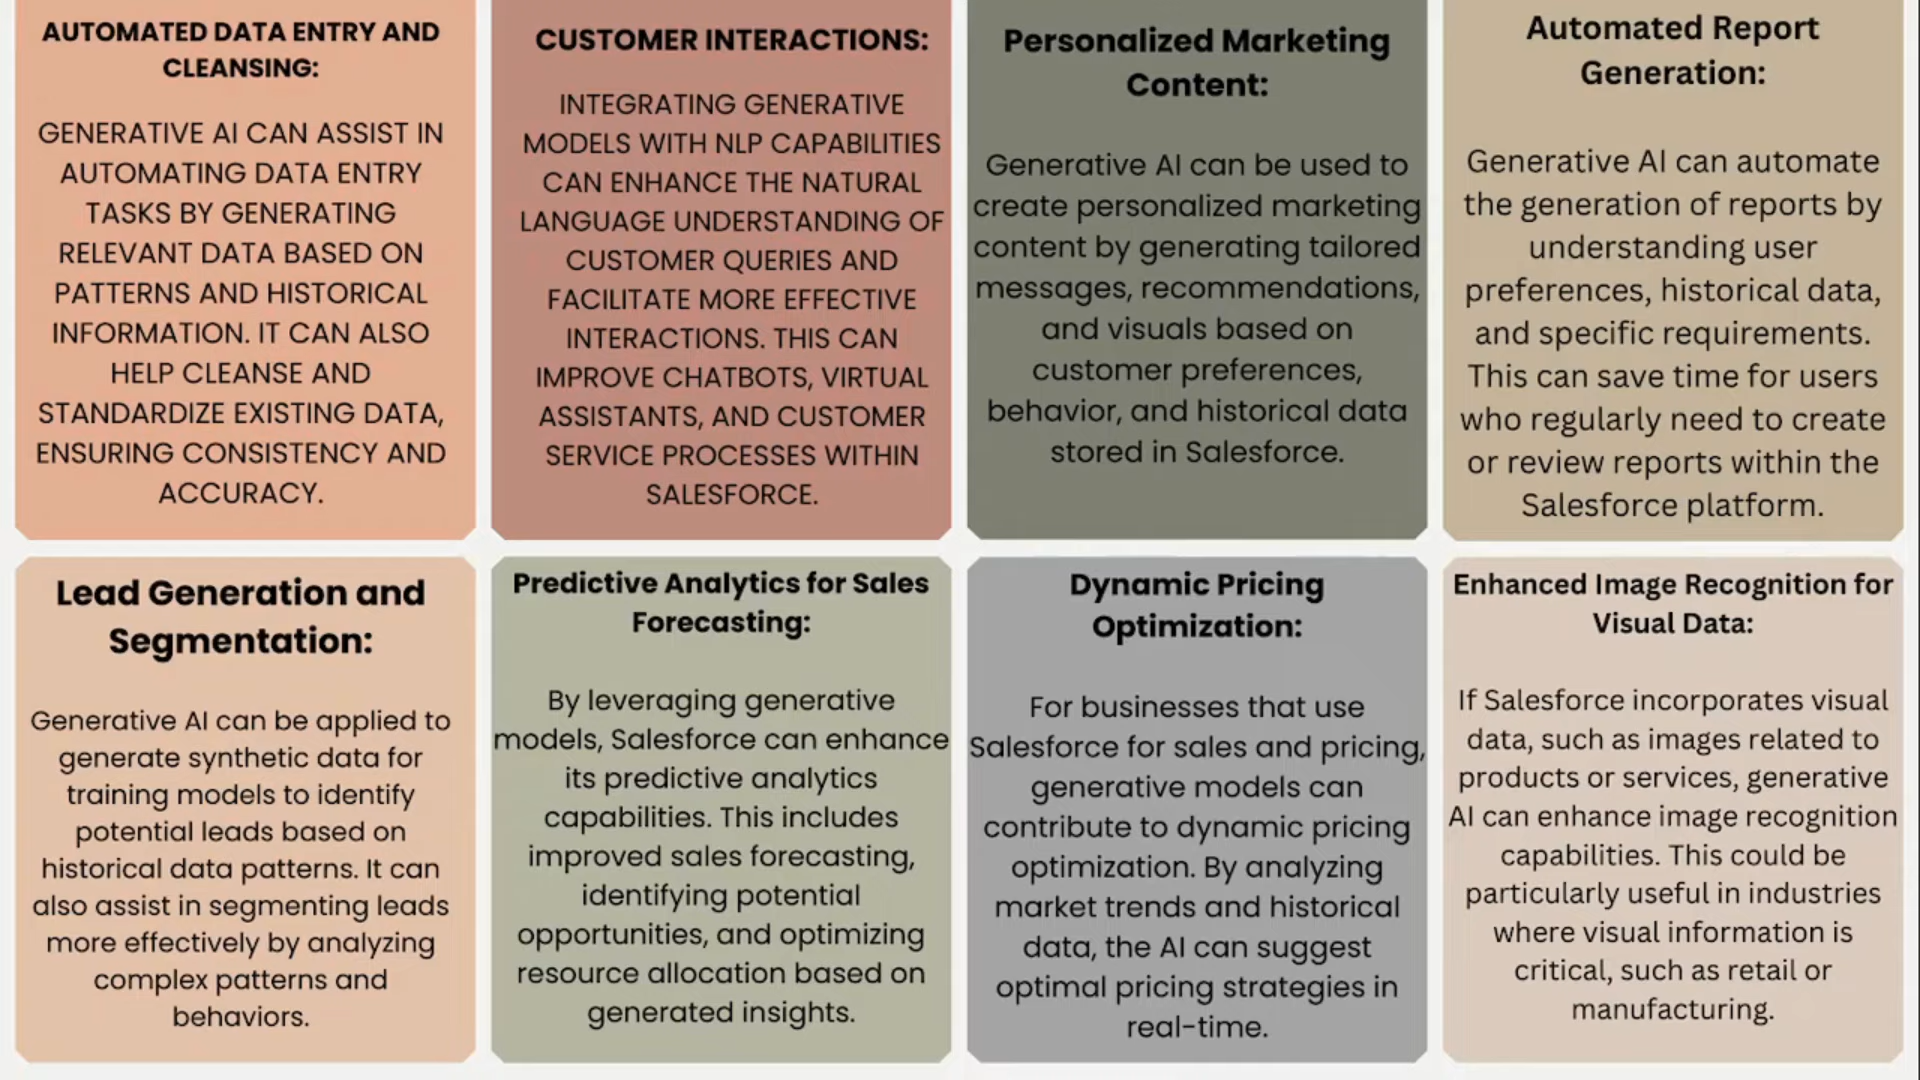 AUTOMATED DATA ENTRY AND
CLEANSING:
GENERATIVE AI CAN ASSIST IN
AUTOMATING DATA ENTRY
TASKS BY GENERATING
RELEVANT DATA BASED ON
PATTERNS AND HISTORICAL
INFORMATION. IT CAN ALSO
HELP CLEANSE AND
STANDARDIZE EXISTING DATA,
ENSURING CONSISTENCY AND
ACCURACY.
CUSTOMER INTERACTIONS:
INTEGRATING GENERATIVE
MODELS WITH NLP CAPABILITIES
CAN ENHANCE THE NATURAL
LANGUAGE UNDERSTANDING OF
CUSTOMER QUERIES AND
FACILITATE MORE EFFECTIVE
INTERACTIONS. THIS CAN
IMPROVE CHATBOTS, VIRTUAL
ASSISTANTS, AND CUSTOMER
SERVICE PROCESSES WITHIN
SALESFORCE.
Personalized Marketing
Content:
Generative AI can be used to
create personalized marketing
content by generating tailored
messages, recommendations,
and visuals based on
customer preferences,
behavior, and historical data
stored in Salesforce.
Automated Report
Generation:
Generative AI can automate
the generation of reports by
understanding user
preferences, historical data,
and specific requirements.
This can save time for users
who regularly need to create
or review reports within the
Salesforce platform.
Lead Generation and
Segmentation:
Generative AI can be applied to
generate synthetic data for
training models to identify
potential leads based on
historical data patterns. It can
also assist in segmenting leads
more effectively by analyzing
complex patterns and
behaviors.
Predictive Analytics for Sales
Forecasting:
By leveraging generative
models, Salesforce can enhance
its predictive analytics
capabilities. This includes
improved sales forecasting,
identifying potential
opportunities, and optimizing
resource allocation based on
generated insights.
Dynamic Pricing
Optimization:
For businesses that use
Salesforce for sales and pricing,
generative models can
contribute to dynamic pricing
optimization. By analyzing
market trends and historical
data, the AI can suggest
optimal pricing strategies in
real-time.
Enhanced Image Recognition for
Visual Data:
If Salesforce incorporates visual
data, such as images related to
products or services, generative
AI can enhance image recognition
capabilities. This could be
particularly useful in industries
where visual information is
critical, such as retail or
manufacturing.